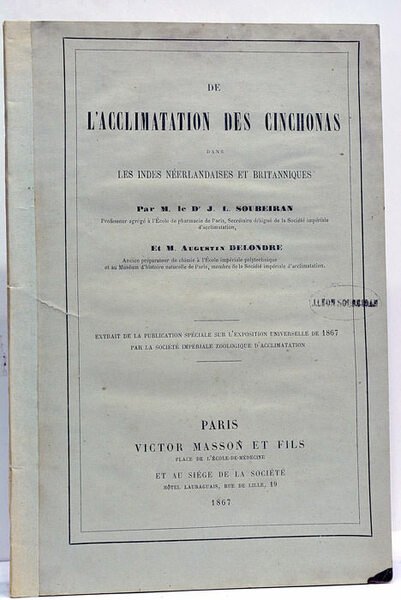 DE
L'ACCLIMATATION DES CINCHONAS
DANS
LES INDES NÉERLANDAISES ET BRITANNIQUES
Par M. le Dr J. L. SOUBEIRAN
Professeur agrégé à l'École de pharmacie de Paris, Secrétaire délégué de la Société impériale
d'acclimatation,
Et M. Augustin DELONDRE
Ancien préparateur de chimie à l'École impériale polytechnique
et au Muséum d'histoire naturelle de Paris, membre de la Société impériale d'acclimatation.
J. LEON SOUBEIRAN
EXTRAIT DE LA PUBLICATION SPÉCIALE SUR L'EXPOSITION UNIVERSELLE DE 1867
PAR LA SOCIÉTÉ IMPÉRIALE ZOOLOGIQUE D'ACCLIMATATION
PARIS
VICTOR MASSON ET FILS
PLACE DE L'ÉCOLE-DE-MÉDECINE
ET AU SIÉGE DE LA SOCIÉTÉ
HÔTEL LAURAGUAIS, RUE DE LILLE, 19
1867